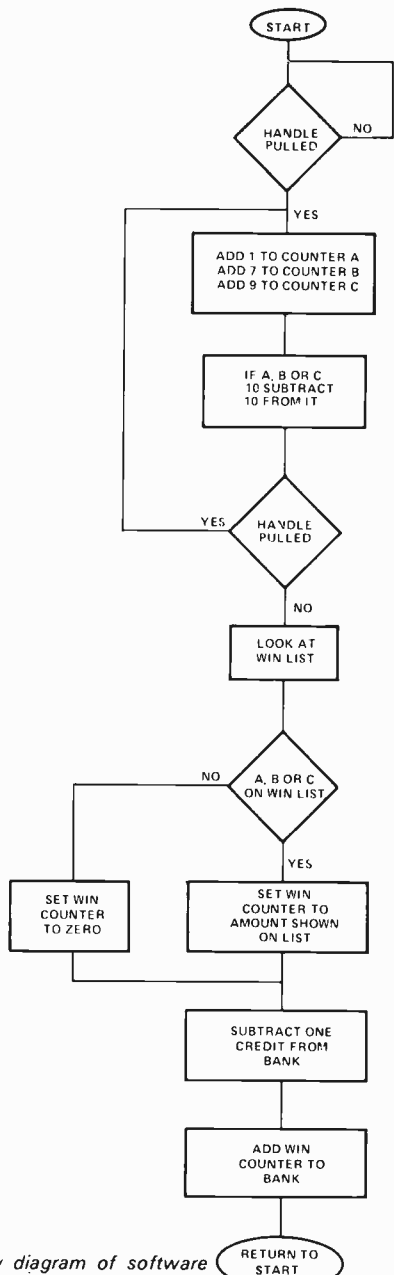 START
HANDLE
PULLED
NO
YES
ADD 1 TO COUNTER A
ADD 7 TO COUNTER B
ADD 9 TO COUNTER C
IF A, B OR C
10 SUBTRACT
10 FROM IT
YES
HANDLE
PULLED
NO
LOOK AT
WIN LIST
NO
A, B OR C
ON WIN LIST
YES
SET WIN
COUNTER
TO ZERO
SET WIN
COUNTER TO
AMOUNT SHOWN
ON LIST
SUBTRACT ONE
CREDIT FROM
BANK
ADD WIN
COUNTER TO
BANK
diagram of software
RETURN TO
START